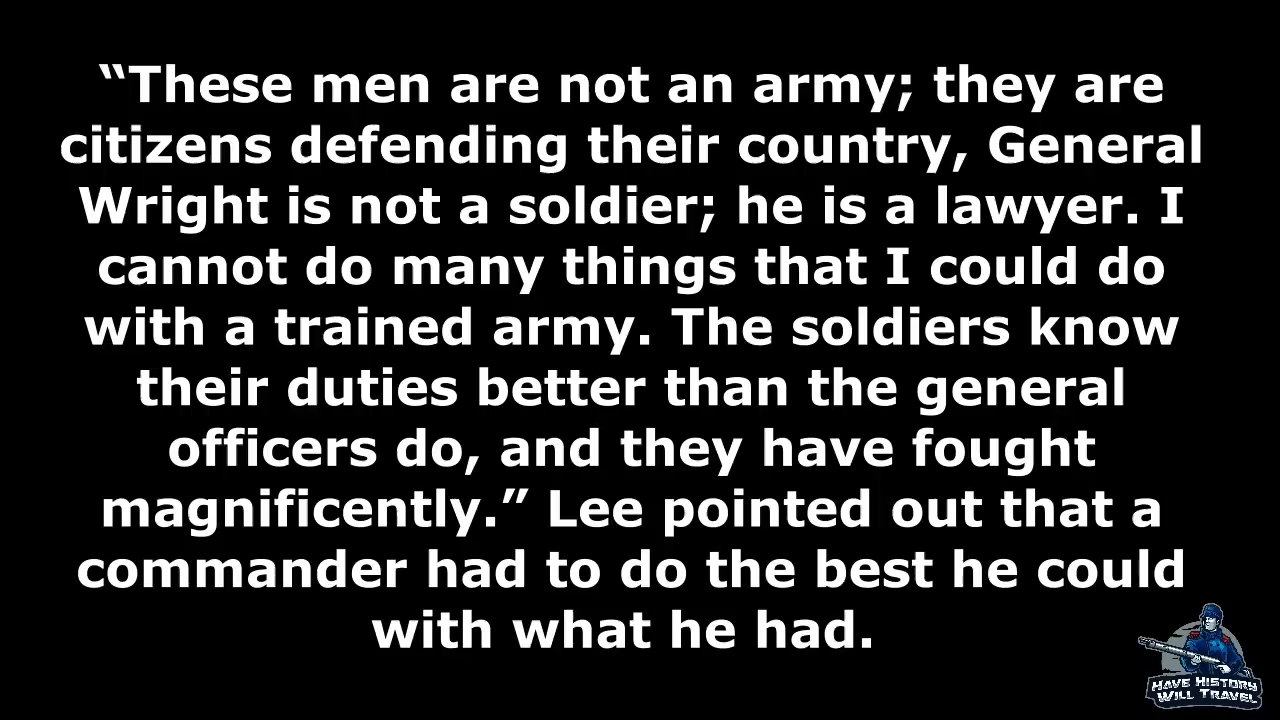 “These men are not an army; they are
citizens defending their country, General
Wright is not a soldier; he is a lawyer. I
cannot do many things that I could do
with a trained army. The soldiers know
their duties better than the general
officers do, and they have fought
magnificently.” Lee pointed out that a
commander had to do the best he could
with what he had.
HAVE HISTORY
WILL TRAVEL